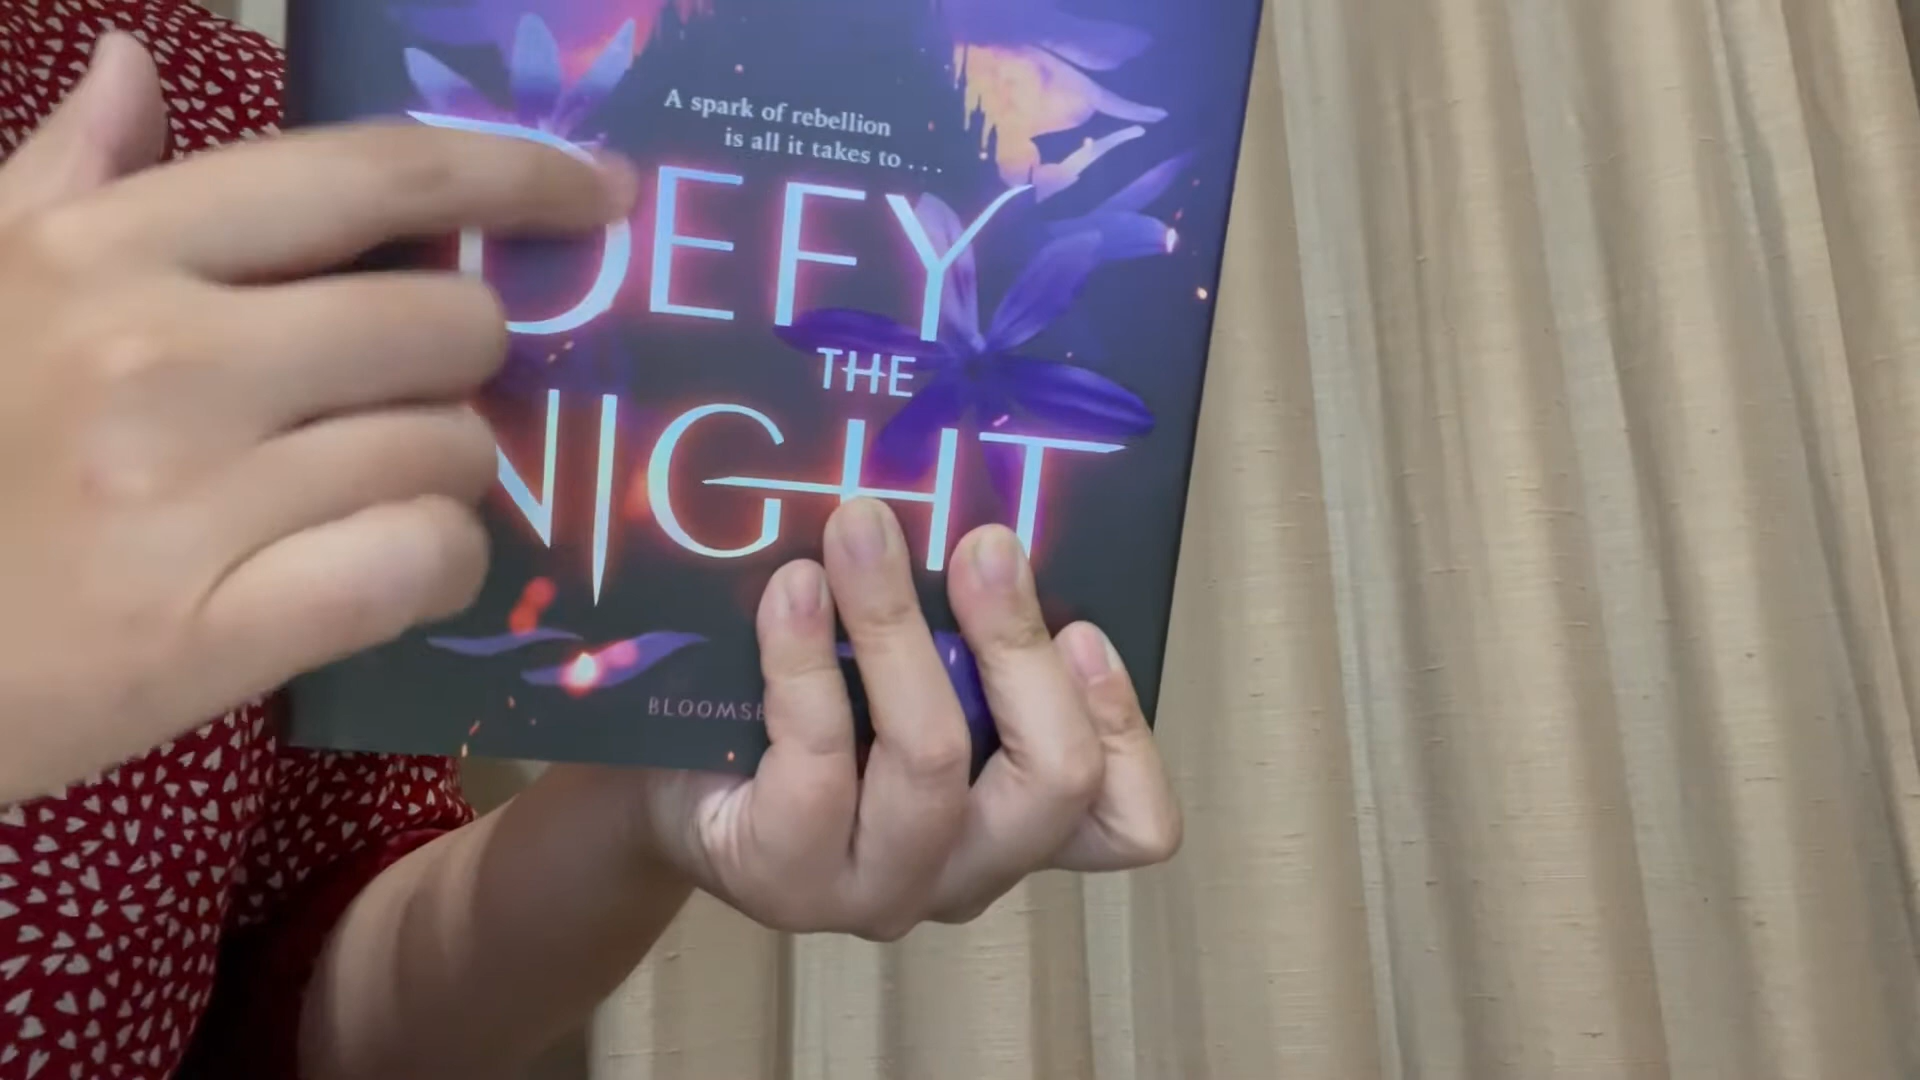 A spark of rebellion
is all it takes to . . .
DEFY
THE
NIGHT